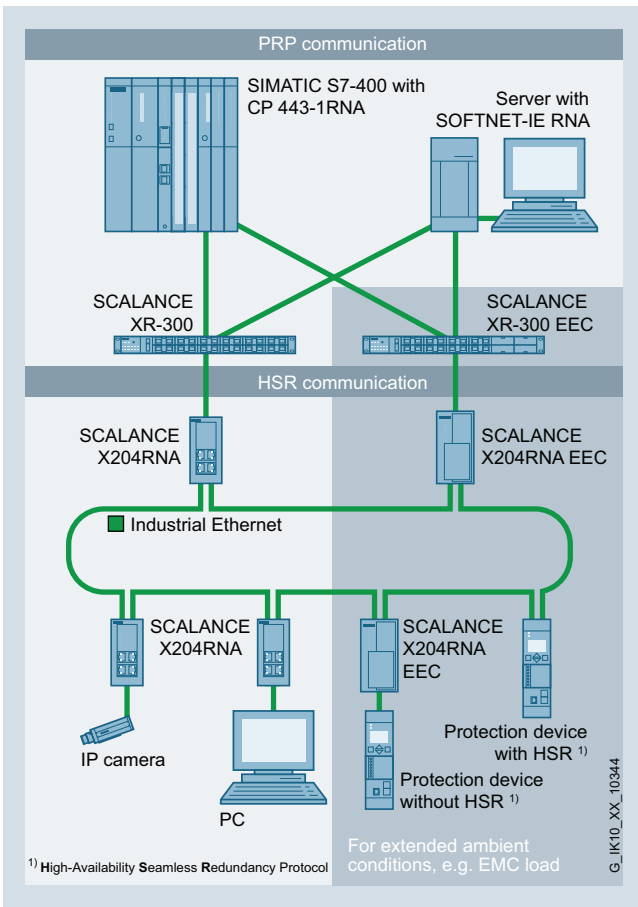 PRP communication
SIMATIC S7-400 with
CP 443-1RNA
Server with
SOFTNET-IE RNA
SCALANCE
XR-300
SCALANCE
XR-300 EEC
HSR communication
SCALANCE
X204RNA
SCALANCE
X204RNA EEC
Industrial Ethernet
SCALANCE
X204RNA
SCALANCE
X204RNA
EEC
IP camera
PC
Protection device
with HSR 1)
Protection device
without HSR 1)
For extended ambient
conditions, e.g. EMC load
1) High-Availability Seamless Redundancy Protocol
G_IK10_XX_10344